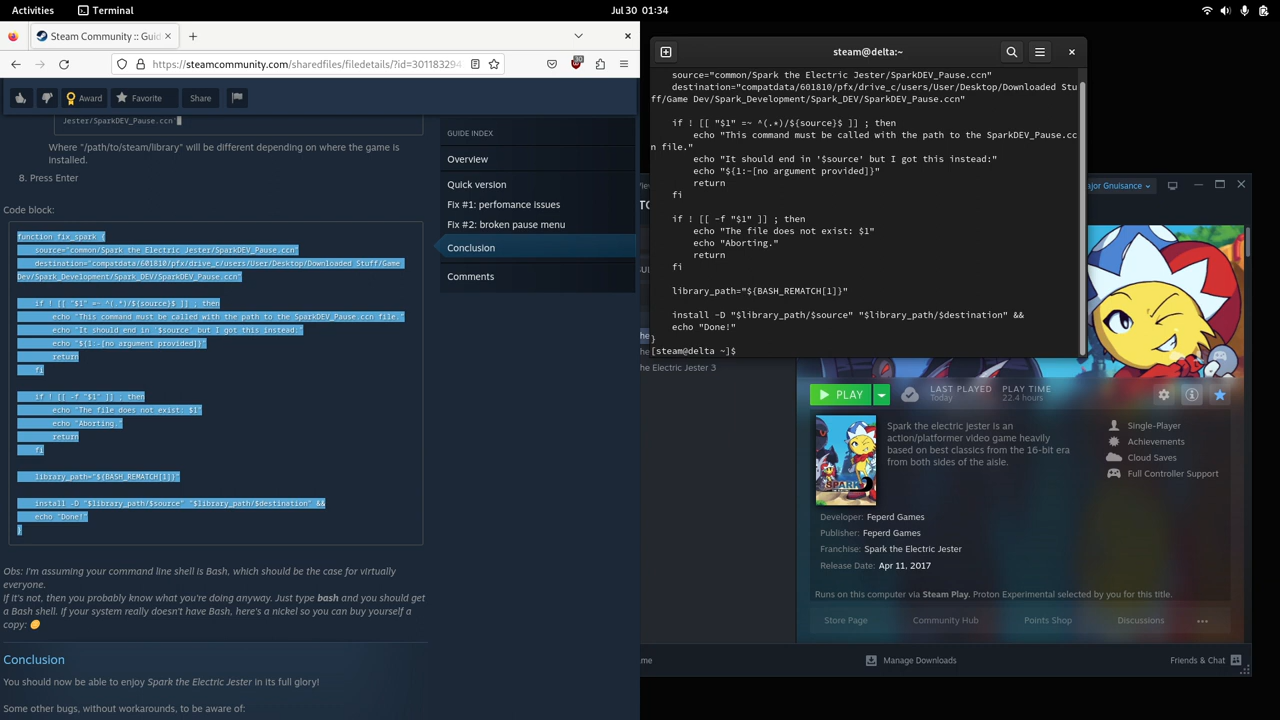 Activities
Terminal
Jul 30 01:34
Steam Community :: Guid
https://steamcommunity.com/sharedfiles/filedetails/?id=301183294
30
Award
Favorite
Share
Jester/SparkDEV_Pause.ccn"
Where "/path/to/steam/library" will be different depending on where the game is
installed.
8. Press Enter
Code block:
function fix_spark {
source="common/Spark the Electric Jester/SparkDEV_Pause.ccn"
destination="compatdata/601810/pfx/drive_c/users/User/Desktop/Downloaded Stuff/Game
Dev/Spark_Development/Spark_DEV/SparkDEV_Pause.ccn"
if ! [[ "$1" =~ ^(.*)/${source}$ ]] ; then
echo "This command must be called with the path to the SparkDEV_Pause.ccn file."
echo "It should end in '$source' but I got this instead:"
echo "${1:-[no argument provided]}"
return
fi
if ! [[ -f "$1" ]] ; then
echo "The file does not exist: $1"
echo "Aborting."
return
fi
library_path="${BASH_REMATCH[1]}"
install -D "$library_path/$source" "$library_path/$destination" &&
echo "Done!"
}
Obs: I'm assuming your command line shell is Bash, which should be the case for virtually
everyone.
If it's not, then you probably know what you're doing anyway. Just type bash and you should get
a Bash shell. If your system really doesn't have Bash, here's a nickel so you can buy yourself a
copy:
Conclusion
You should now be able to enjoy Spark the Electric Jester in its full glory!
Some other bugs, without workarounds, to be aware of:
GUIDE INDEX
Overview
Quick version
Fix #1: perfomance issues
Fix #2: broken pause menu
Conclusion
Comments
steam@delta:~
source="common/Spark the Electric Jester/SparkDEV_Pause.ccn"
destination="compatdata/601810/pfx/drive_c/users/User/Desktop/Downloaded Stu
ff/Game Dev/Spark_Development/Spark_DEV/SparkDEV_Pause.ccn"
if ! [[ "$1" =~ ^(.*)/${source}$ ]] ; then
echo "This command must be called with the path to the SparkDEV_Pause.cc
n file."
echo "It should end in '$source' but I got this instead:"
echo "${1:-[no argument provided]}"
return
fi
if ! [[ -f "$1" ]] ; then
echo "The file does not exist: $1"
echo "Aborting."
return
fi
library_path="${BASH_REMATCH[1]}"
install -D "$library_path/$source" "$library_path/$destination" &&
echo "Done!"
}
[steam@delta ~]$
ajor Gnuisance
he Electric Jester 3
PLAY
LAST PLAYED
Today
PLAY TIME
22.4 hours
Spark the electric jester is an
action/platformer video game heavily
based on best classics from the 16-bit era
from both sides of the aisle.
Single-Player
Achievements
Cloud Saves
Full Controller Support
SPARK
Developer: Feperd Games
Publisher: Feperd Games
Franchise: Spark the Electric Jester
Release Date: Apr 11, 2017
Runs on this computer via Steam Play. Proton Experimental selected by you for this title.
Store Page
Community Hub
Points Shop
Discussions
me
Manage Downloads
Friends & Chat